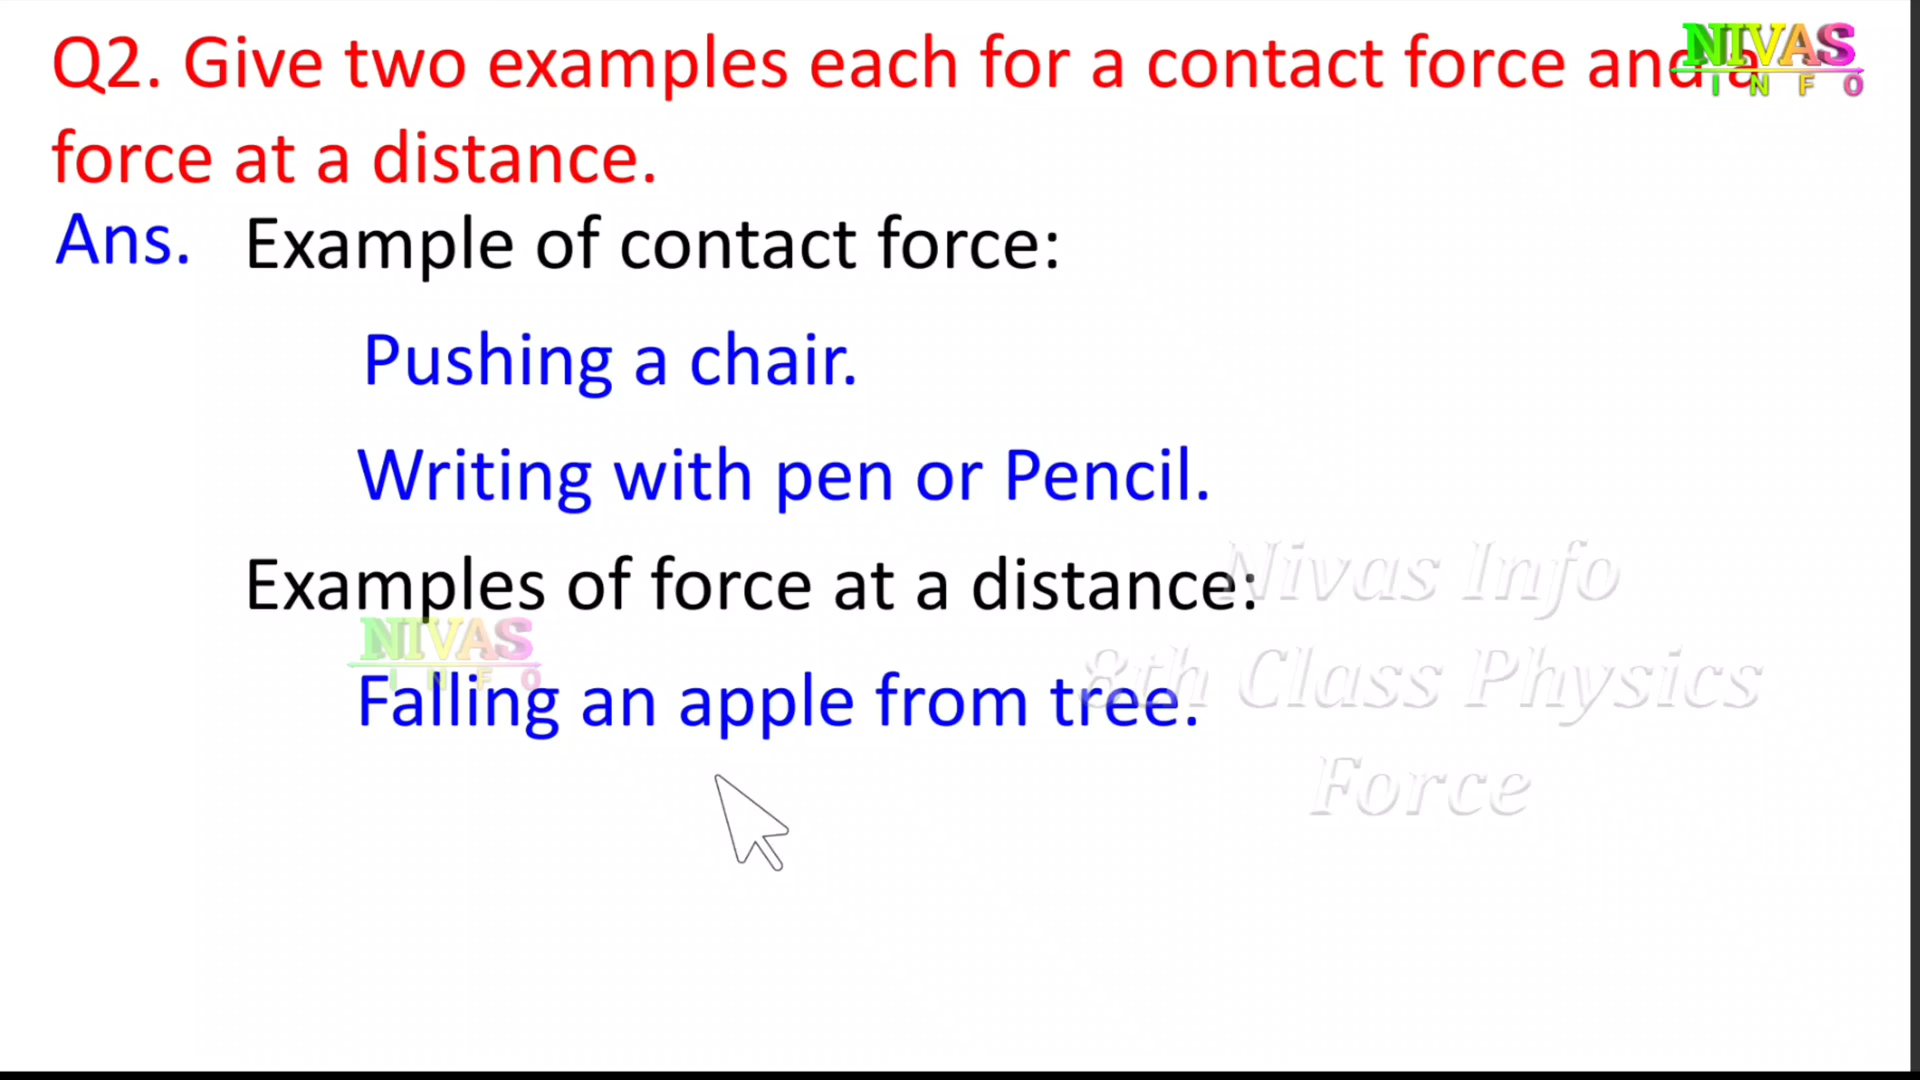 Q2. Give two examples each for a contact force and a
NIVAS
INFO
force at a distance.
Ans. Example of contact force:
Pushing a chair.
Writing with pen or Pencil.
Examples of force at a distance:
Nivas Info
NIVAS
INFO
8th Class Physics
Falling an apple from tree.
Force